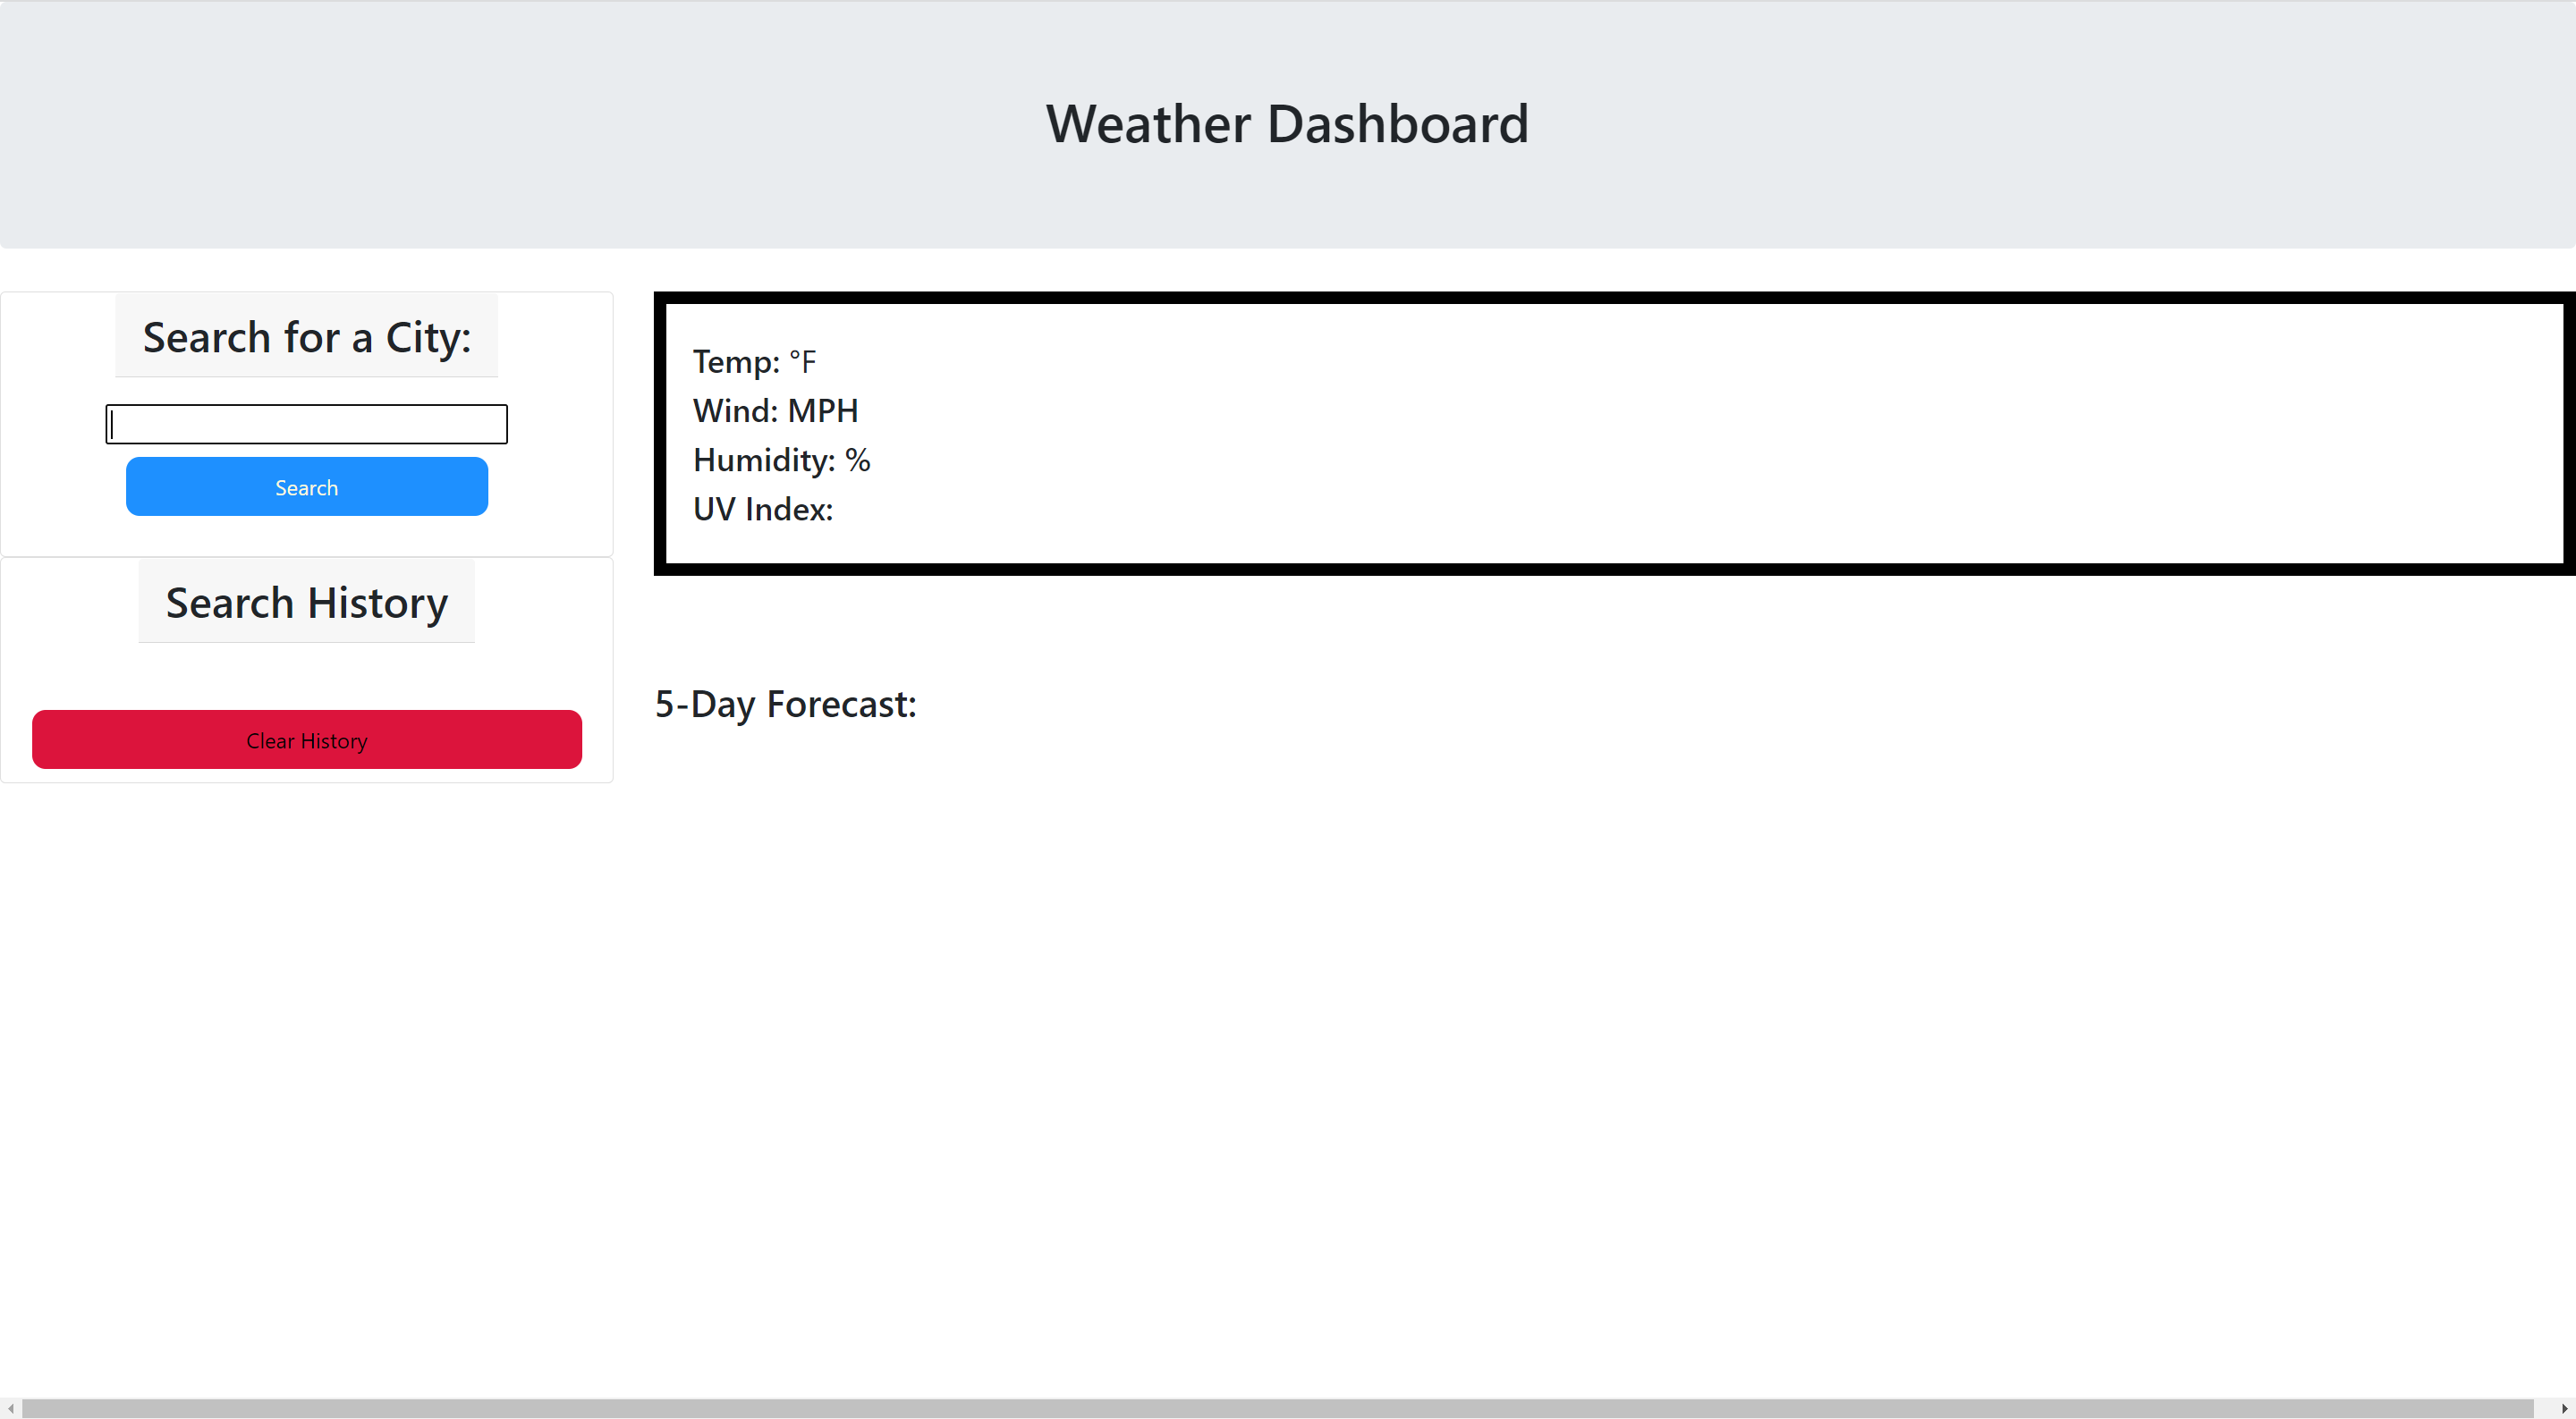 Weather Dashboard
Search for a City:
Search
Search History
Clear History
Temp: °F
Wind: MPH
Humidity: %
UV Index:
5-Day Forecast: